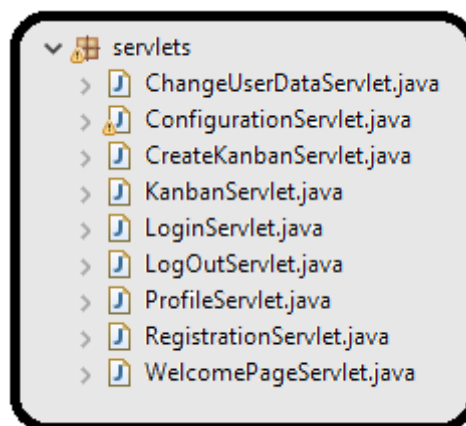 servlets
ChangeUserDataServlet.java
ConfigurationServlet.java
CreateKanbanServlet.java
KanbanServlet.java
LoginServlet.java
LogOutServlet.java
ProfileServlet.java
RegistrationServlet.java
WelcomePageServlet.java